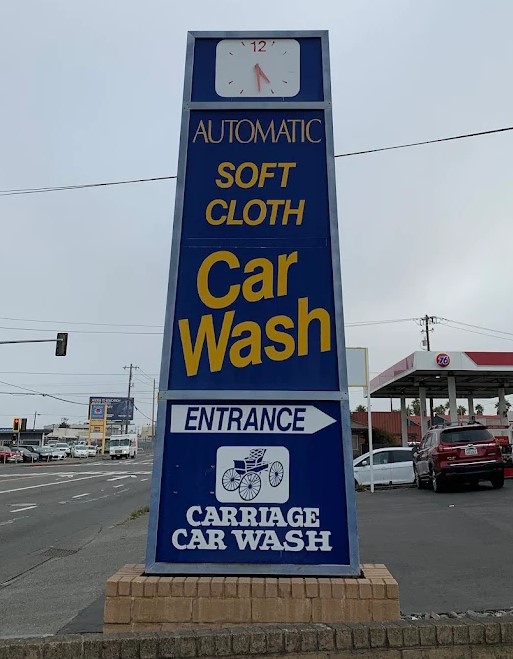 12
AUTOMATIC
SOFT
CLOTH
Car
Wash
ENTRANCE
CARRIAGE
CAR WASH
76